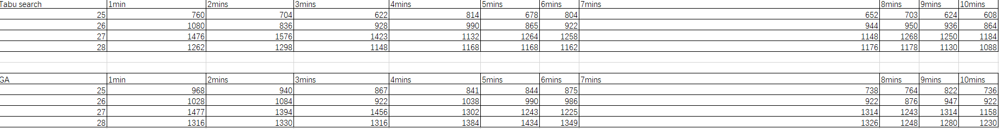 Tabu search 1min 2mins 3mins 4mins 5mins 6mins 7mins 8mins 9mins 10mins
25 760 704 622 814 678 804 652 703 624 608
26 1080 836 928 990 865 922 944 950 936 864
27 1476 1576 1423 1132 1264 1258 1148 1268 1250 1184
28 1262 1298 1148 1168 1168 1162 1176 1178 1130 1088
GA 1min 2mins 3mins 4mins 5mins 6mins 7mins 8mins 9mins 10mins
25 968 940 867 841 844 875 738 764 822 736
26 1028 1084 922 1038 990 986 922 876 947 922
27 1477 1394 1456 1302 1243 1225 1314 1243 1314 1158
28 1316 1330 1316 1384 1434 1349 1326 1248 1280 1230